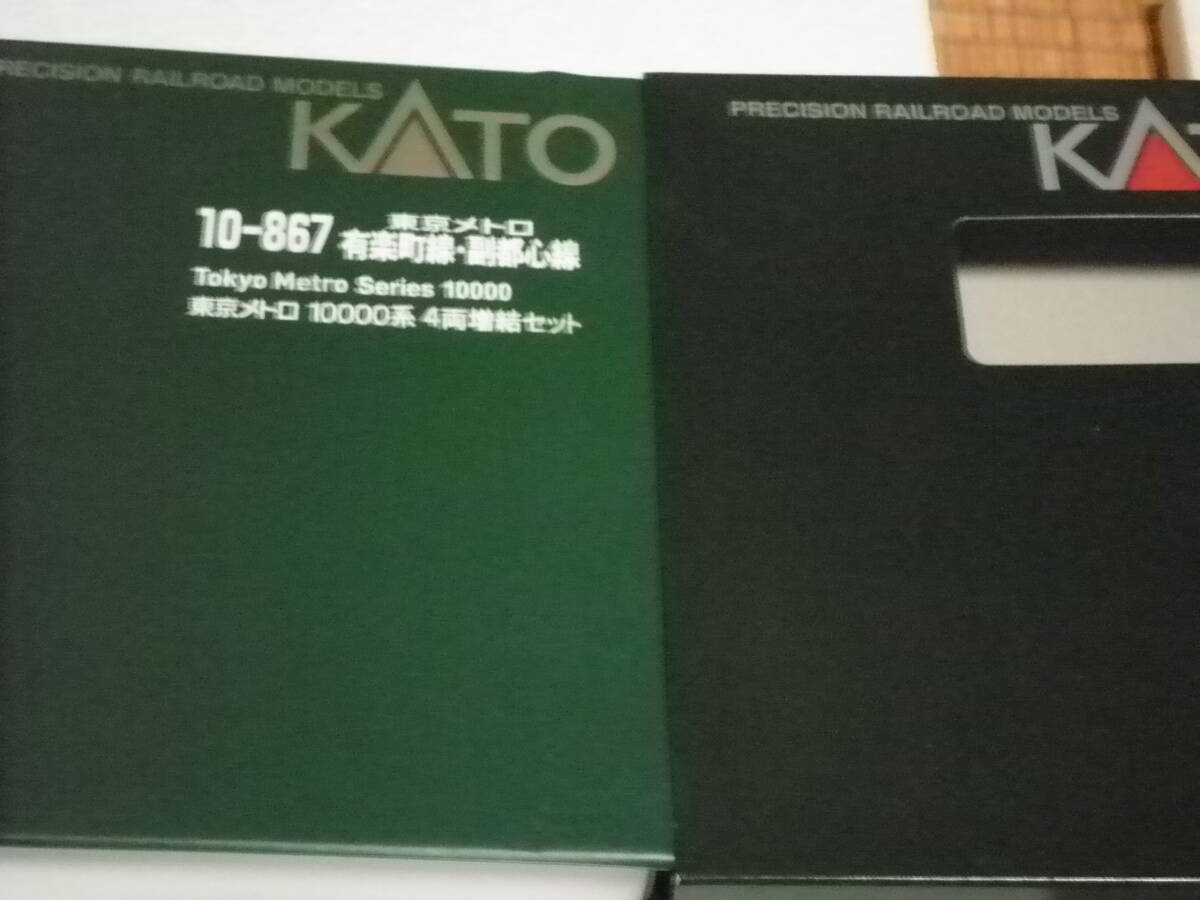 PRECISION RAILROAD MODELS
KATO
10-867 東京メトロ
有楽町線・副都心線
Tokyo Metro Series 10000
東京メトロ 10000系 4両増結セット
PRECISION RAILROAD MODELS
KA